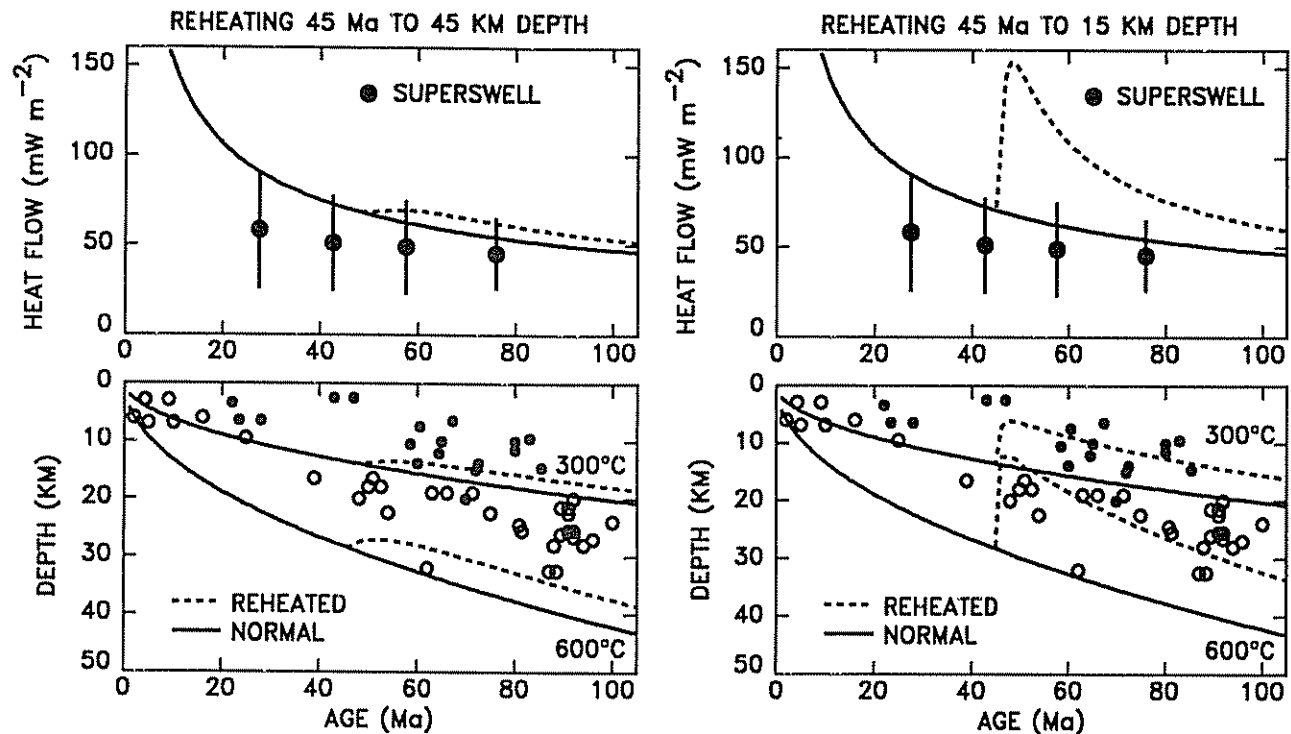 REHEATING 45 Ma TO 45 KM DEPTH
150
100
50
0
HEAT FLOW (mW m−2)
SUPERSWELL
0 20 40 60 80 100
0
10
20
30
40
50
DEPTH (KM)
300°C
600°C
REHEATED
NORMAL
0 20 40 60 80 100
AGE (Ma)
REHEATING 45 Ma TO 15 KM DEPTH
150
100
50
0
HEAT FLOW (mW m−2)
SUPERSWELL
0 20 40 60 80 100
0
10
20
30
40
50
DEPTH (KM)
300°C
600°C
REHEATED
NORMAL
0 20 40 60 80 100
AGE (Ma)